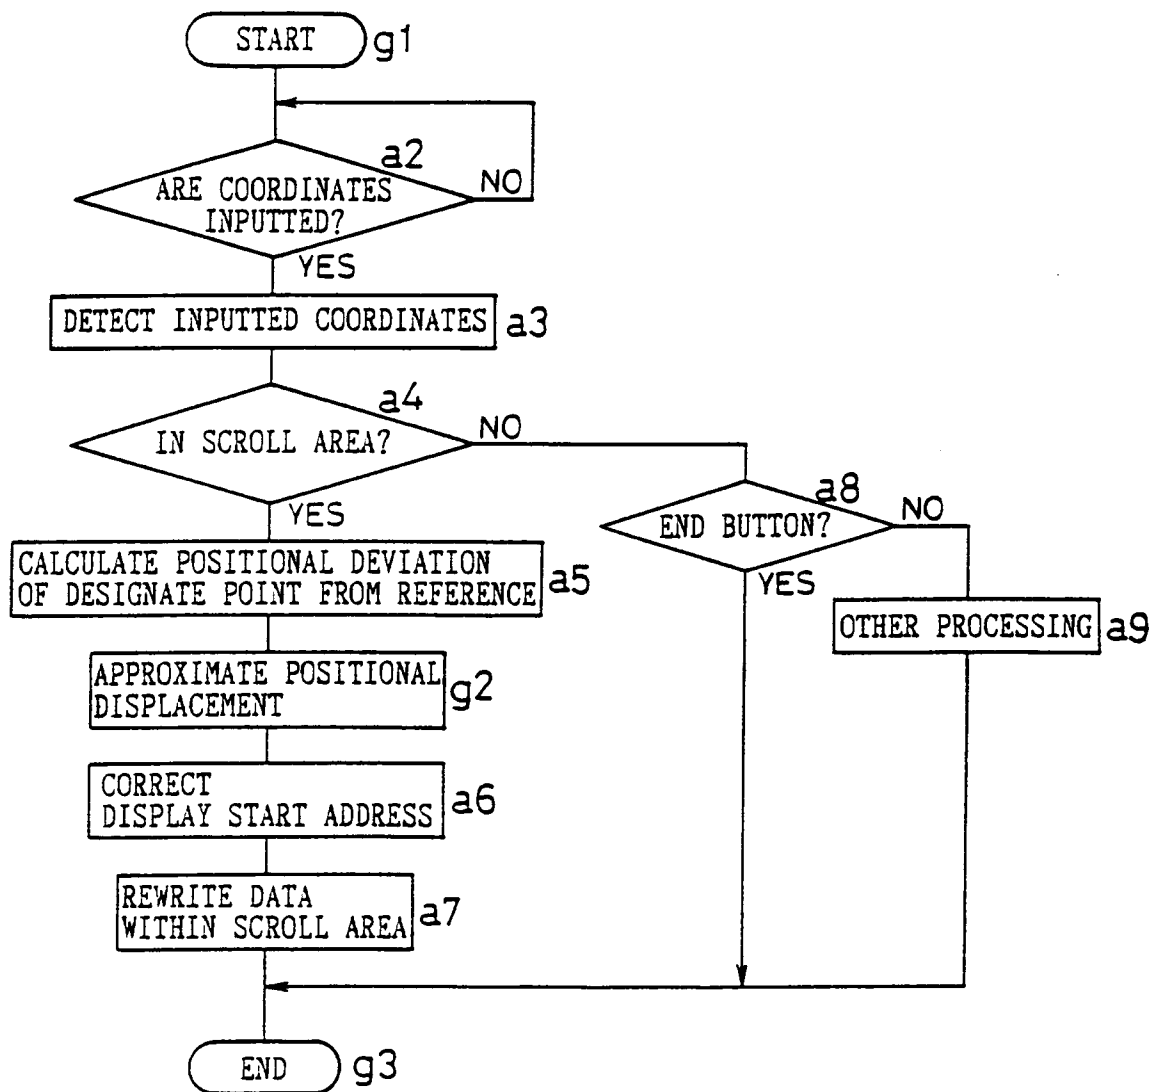 START g1
a2
ARE COORDINATES
INPUTTED?
NO
YES
DETECT INPUTTED COORDINATES a3
a4
IN SCROLL AREA?
NO
YES
a8
END BUTTON?
NO
YES
CALCULATE POSITIONAL DEVIATION
OF DESIGNATE POINT FROM REFERENCE
a5
OTHER PROCESSING a9
APPROXIMATE POSITIONAL
DISPLACEMENT
g2
CORRECT
DISPLAY START ADDRESS
a6
REWRITE DATA
WITHIN SCROLL AREA
a7
END g3